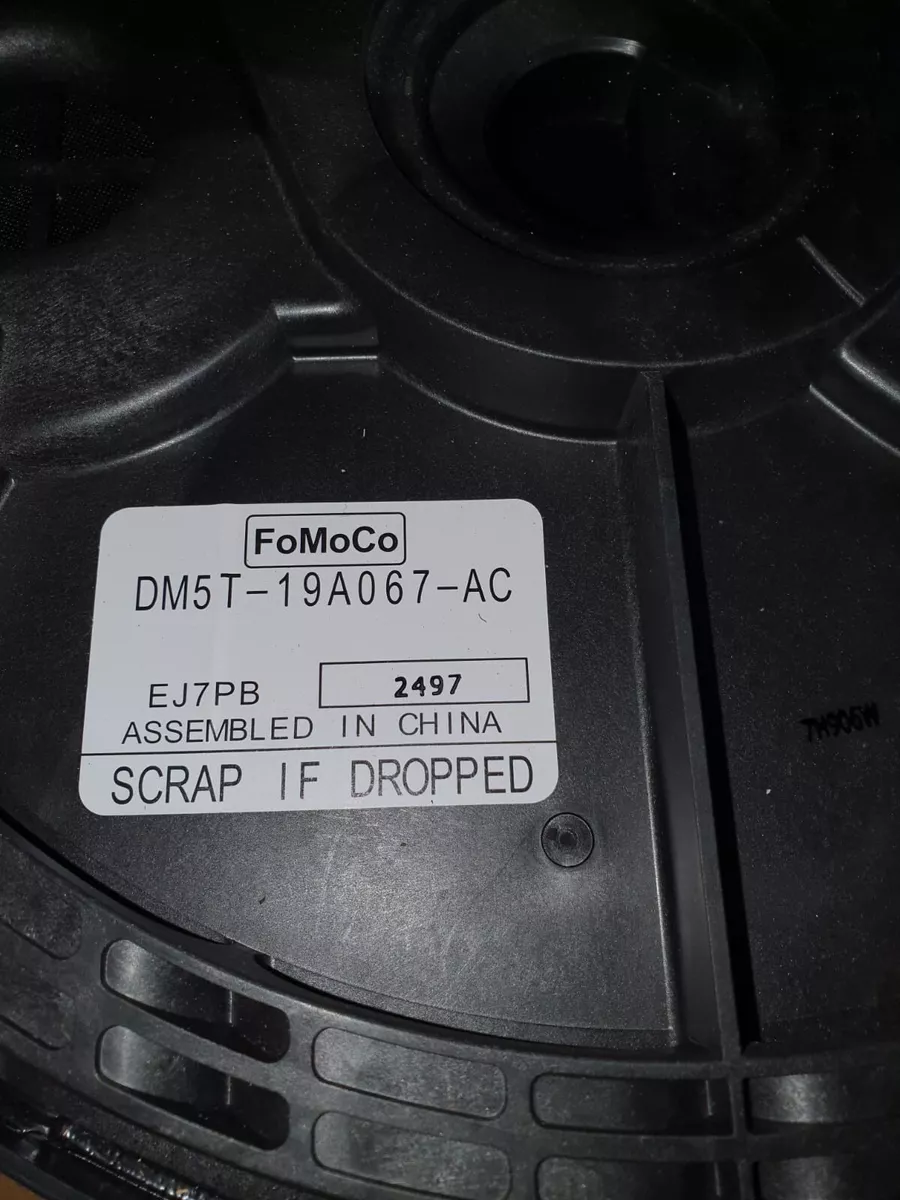 FoMoCo
DM5T-19A067-AC
EJ7PB 2497
ASSEMBLED IN CHINA
SCRAP IF DROPPED